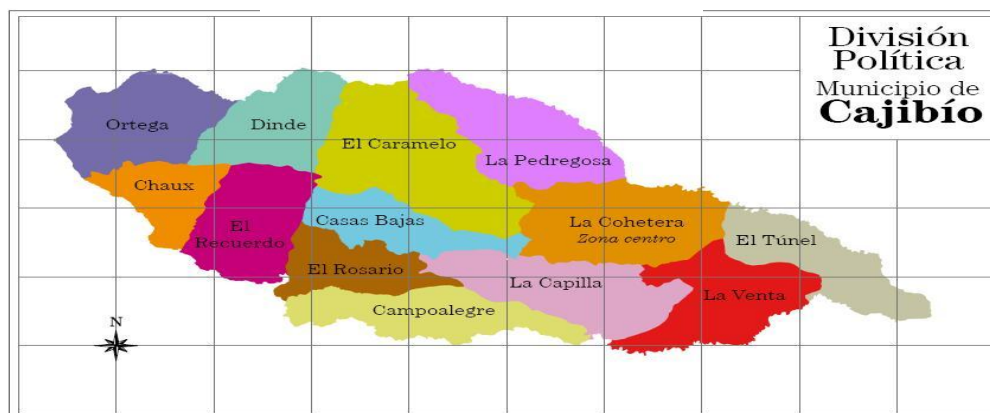 División
Política
Municipio de
Cajibío
Ortega
Dinde
El Caramelo
La Pedregosa
Chaux
El
Recuerdo
Casas Bajas
La Cohetera
Zona centro
El Túnel
El Rosario
La Capilla
La Venta
Campoalegre
N